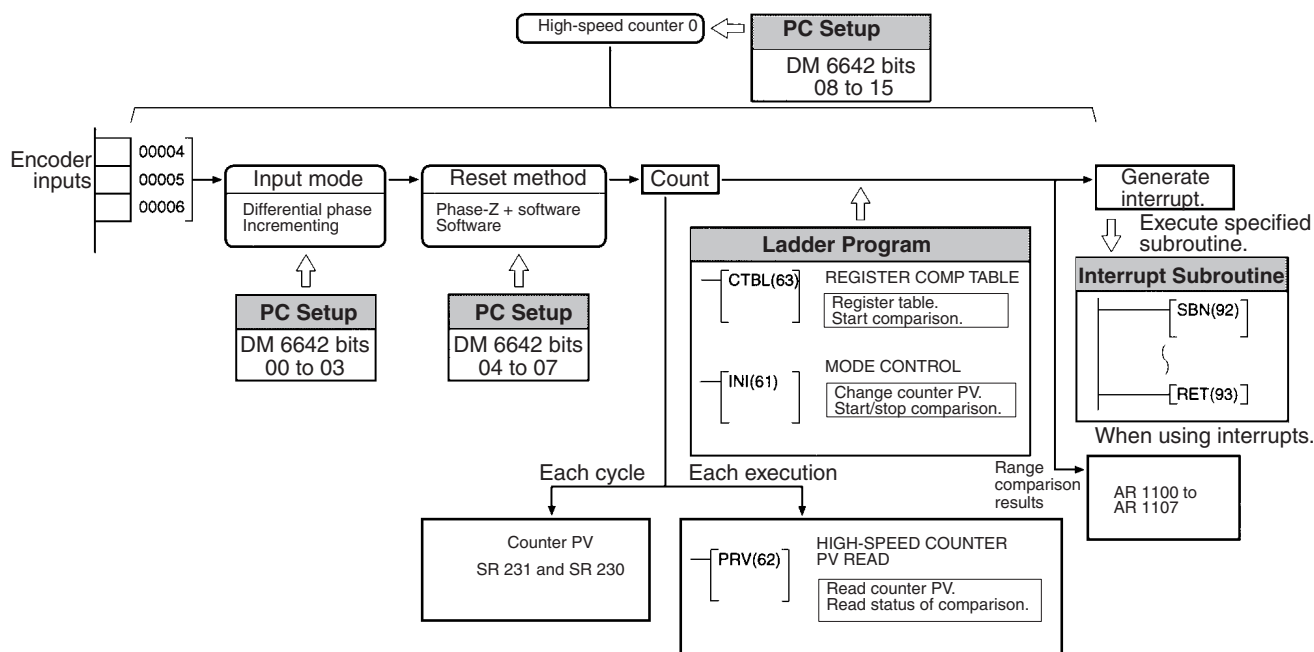 High-speed counter 0
PC Setup
DM 6642 bits
08 to 15
Encoder
inputs
00004
00005
00006
Input mode
Differential phase
Incrementing
Reset method
Phase-Z + software
Software
Count
Generate
interrupt.
Execute specified
subroutine.
PC Setup
DM 6642 bits
00 to 03
PC Setup
DM 6642 bits
04 to 07
Ladder Program
CTBL(63)
REGISTER COMP TABLE
Register table.
Start comparison.
INI(61)
MODE CONTROL
Change counter PV.
Start/stop comparison.
Interrupt Subroutine
SBN(92)
RET(93)
When using interrupts.
Each cycle
Each execution
Range
comparison
results
AR 1100 to
AR 1107
Counter PV
SR 231 and SR 230
PRV(62)
HIGH-SPEED COUNTER
PV READ
Read counter PV.
Read status of comparison.